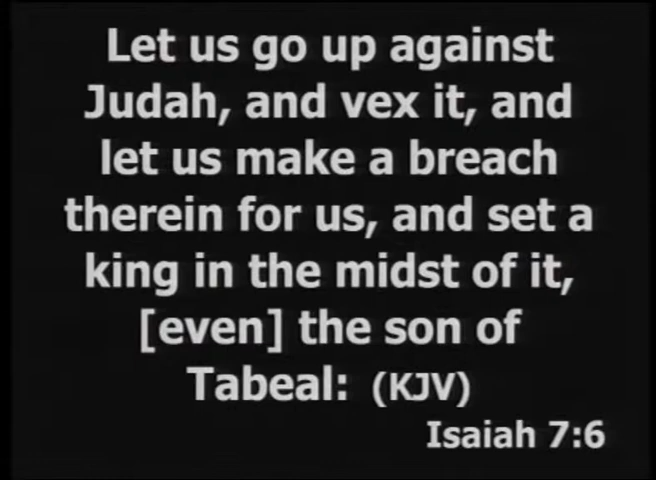 Let us go up against
Judah, and vex it, and
let us make a breach
therein for us, and set a
king in the midst of it,
[even] the son of
Tabeal: (KJV)
Isaiah 7:6